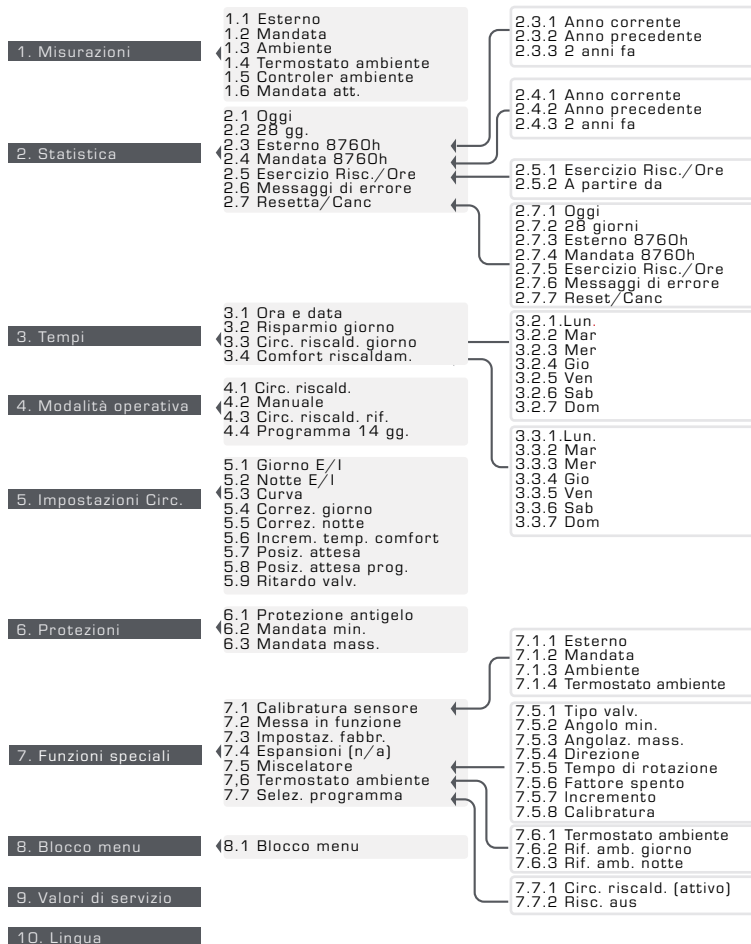 1. Misurazioni
1.1 Esterno
1.2 Mandata
1.3 Ambiente
1.4 Termostato ambiente
1.5 Controler ambiente
1.6 Mandata att.
2. Statistica
2.1 Oggi
2.2 28 gg.
2.3 Esterno 8760h
2.4 Mandata 8760h
2.5 Esercizio Risc./Ore
2.6 Messaggi di errore
2.7 Resetta/Canc
2.3.1 Anno corrente
2.3.2 Anno precedente
2.3.3 2 anni fa
2.4.1 Anno corrente
2.4.2 Anno precedente
2.4.3 2 anni fa
2.5.1 Esercizio Risc./Ore
2.5.2 A partire da
2.7.1 Oggi
2.7.2 28 giorni
2.7.3 Esterno 8760h
2.7.4 Mandata 8760h
2.7.5 Esercizio Risc./Ore
2.7.6 Messaggi di errore
2.7.7 Reset/Canc
3. Tempi
3.1 Ora e data
3.2 Risparmio giorno
3.3 Circ. riscald. giorno
3.4 Comfort riscaldam.
3.2.1.Lun.
3.2.2 Mar
3.2.3 Mer
3.2.4 Gio
3.2.5 Ven
3.2.6 Sab
3.2.7 Dom
3.3.1.Lun.
3.3.2 Mar
3.3.3 Mer
3.3.4 Gio
3.3.5 Ven
3.3.6 Sab
3.3.7 Dom
4. Modalità operativa
4.1 Circ. riscald.
4.2 Manuale
4.3 Circ. riscald. rif.
4.4 Programma 14 gg.
5. Impostazioni Circ.
5.1 Giorno E/I
5.2 Notte E/I
5.3 Curva
5.4 Correz. giorno
5.5 Correz. notte
5.6 Increm. temp. comfort
5.7 Posiz. attesa
5.8 Posiz. attesa prog.
5.9 Ritardo valv.
6. Protezioni
6.1 Protezione antigelo
6.2 Mandata min.
6.3 Mandata mass.
7. Funzioni speciali
7.1 Calibratura sensore
7.2 Messa in funzione
7.3 Impostaz. fabbr.
7.4 Espansioni (n/a)
7.5 Miscelatore
7,6 Termostato ambiente
7.7 Selez. programma
7.1.1 Esterno
7.1.2 Mandata
7.1.3 Ambiente
7.1.4 Termostato ambiente
7.5.1 Tipo valv.
7.5.2 Angolo min.
7.5.3 Angolaz. mass.
7.5.4 Direzione
7.5.5 Tempo di rotazione
7.5.6 Fattore spento
7.5.7 Incremento
7.5.8 Calibratura
7.6.1 Termostato ambiente
7.6.2 Rif. amb. giorno
7.6.3 Rif. amb. notte
7.7.1 Circ. riscald. (attivo)
7.7.2 Risc. aus
8. Blocco menu
8.1 Blocco menu
9. Valori di servizio
10. Lingua